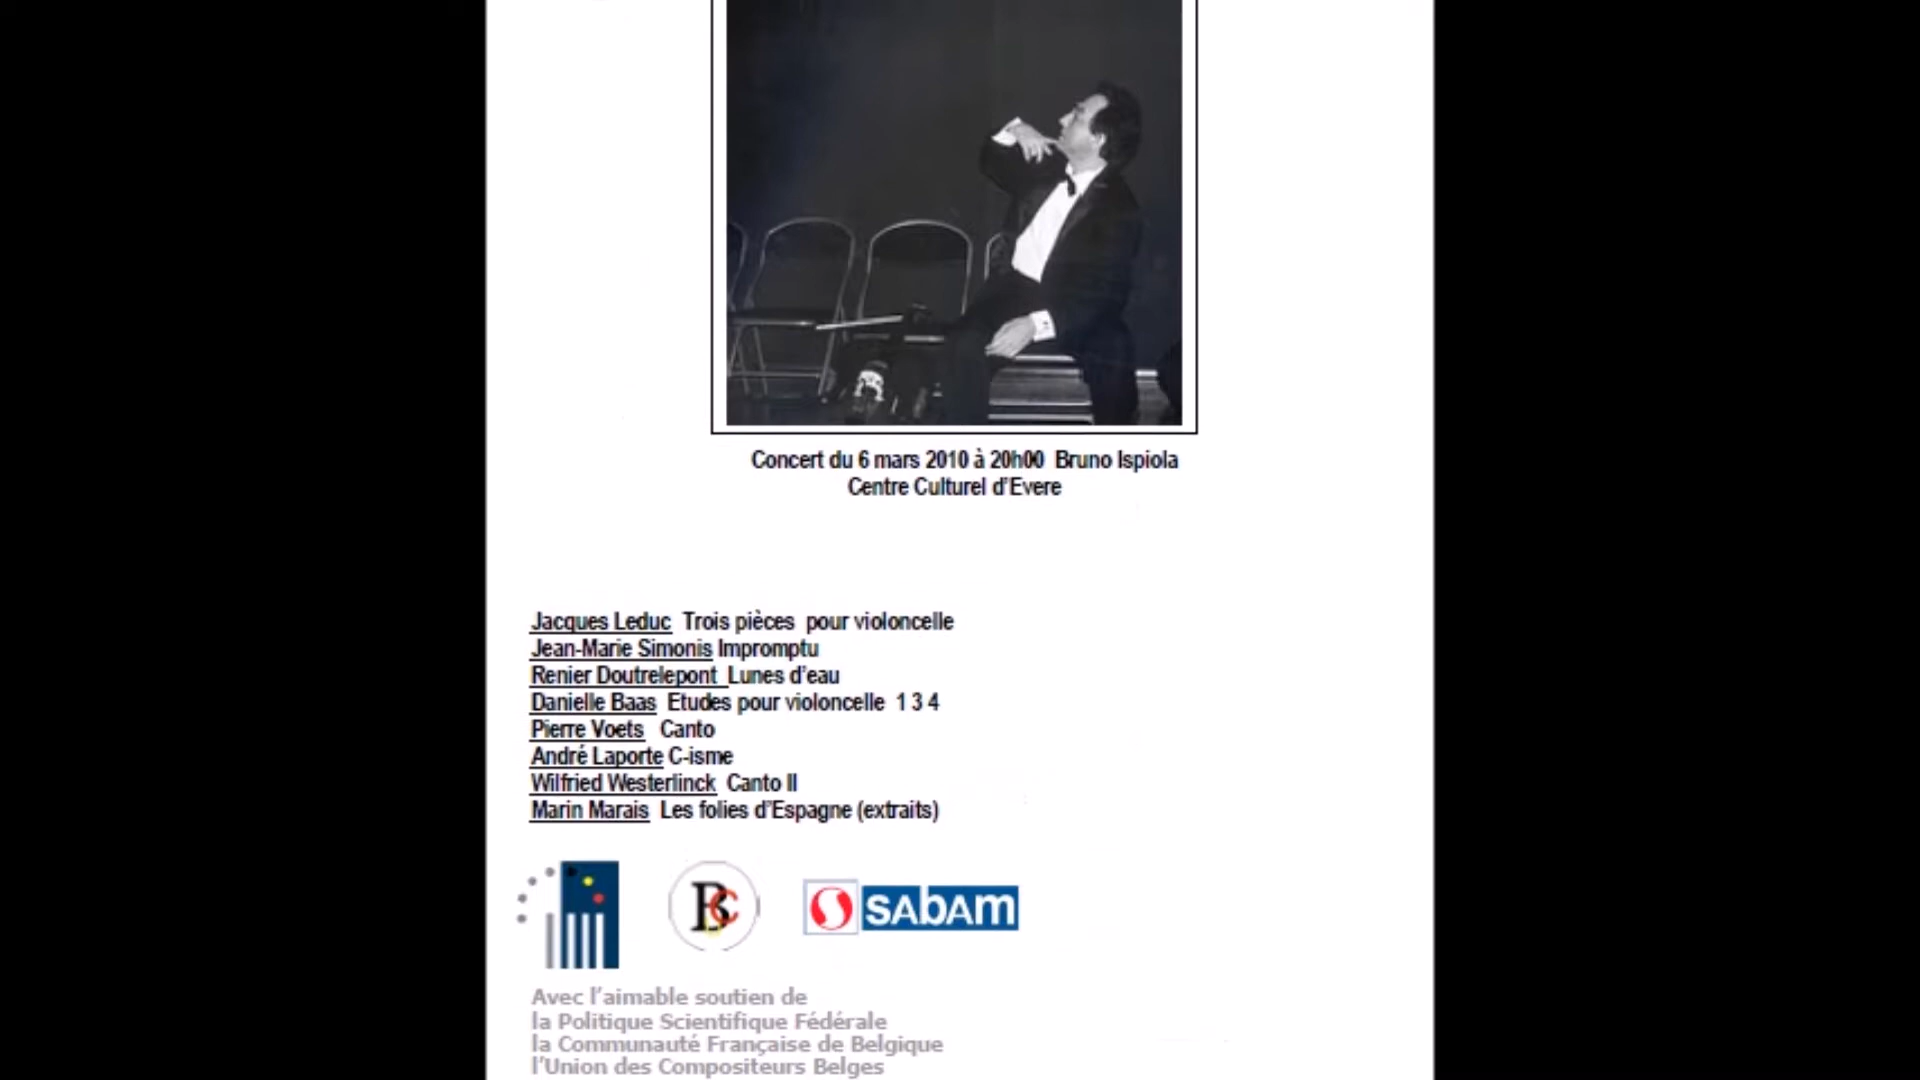 Concert du 6 mars 2010 à 20h00 Bruno Ispiola
Centre Culturel d'Evere
Jacques Leduc Trois pièces pour violoncelle
Jean-Marie Simonis Impromptu
Renier Doutrelepont Lunes d'eau
Danielle Baas Etudes pour violoncelle 1 3 4
Pierre Voets Canto
André Laporte C-isme
Wilfried Westerlinck Canto II
Marin Marais Les folies d'Espagne (extraits)
BC
SABAM
Avec l'aimable soutien de
la Politique Scientifique Fédérale
la Communauté Française de Belgique
l'Union des Compositeurs Belges